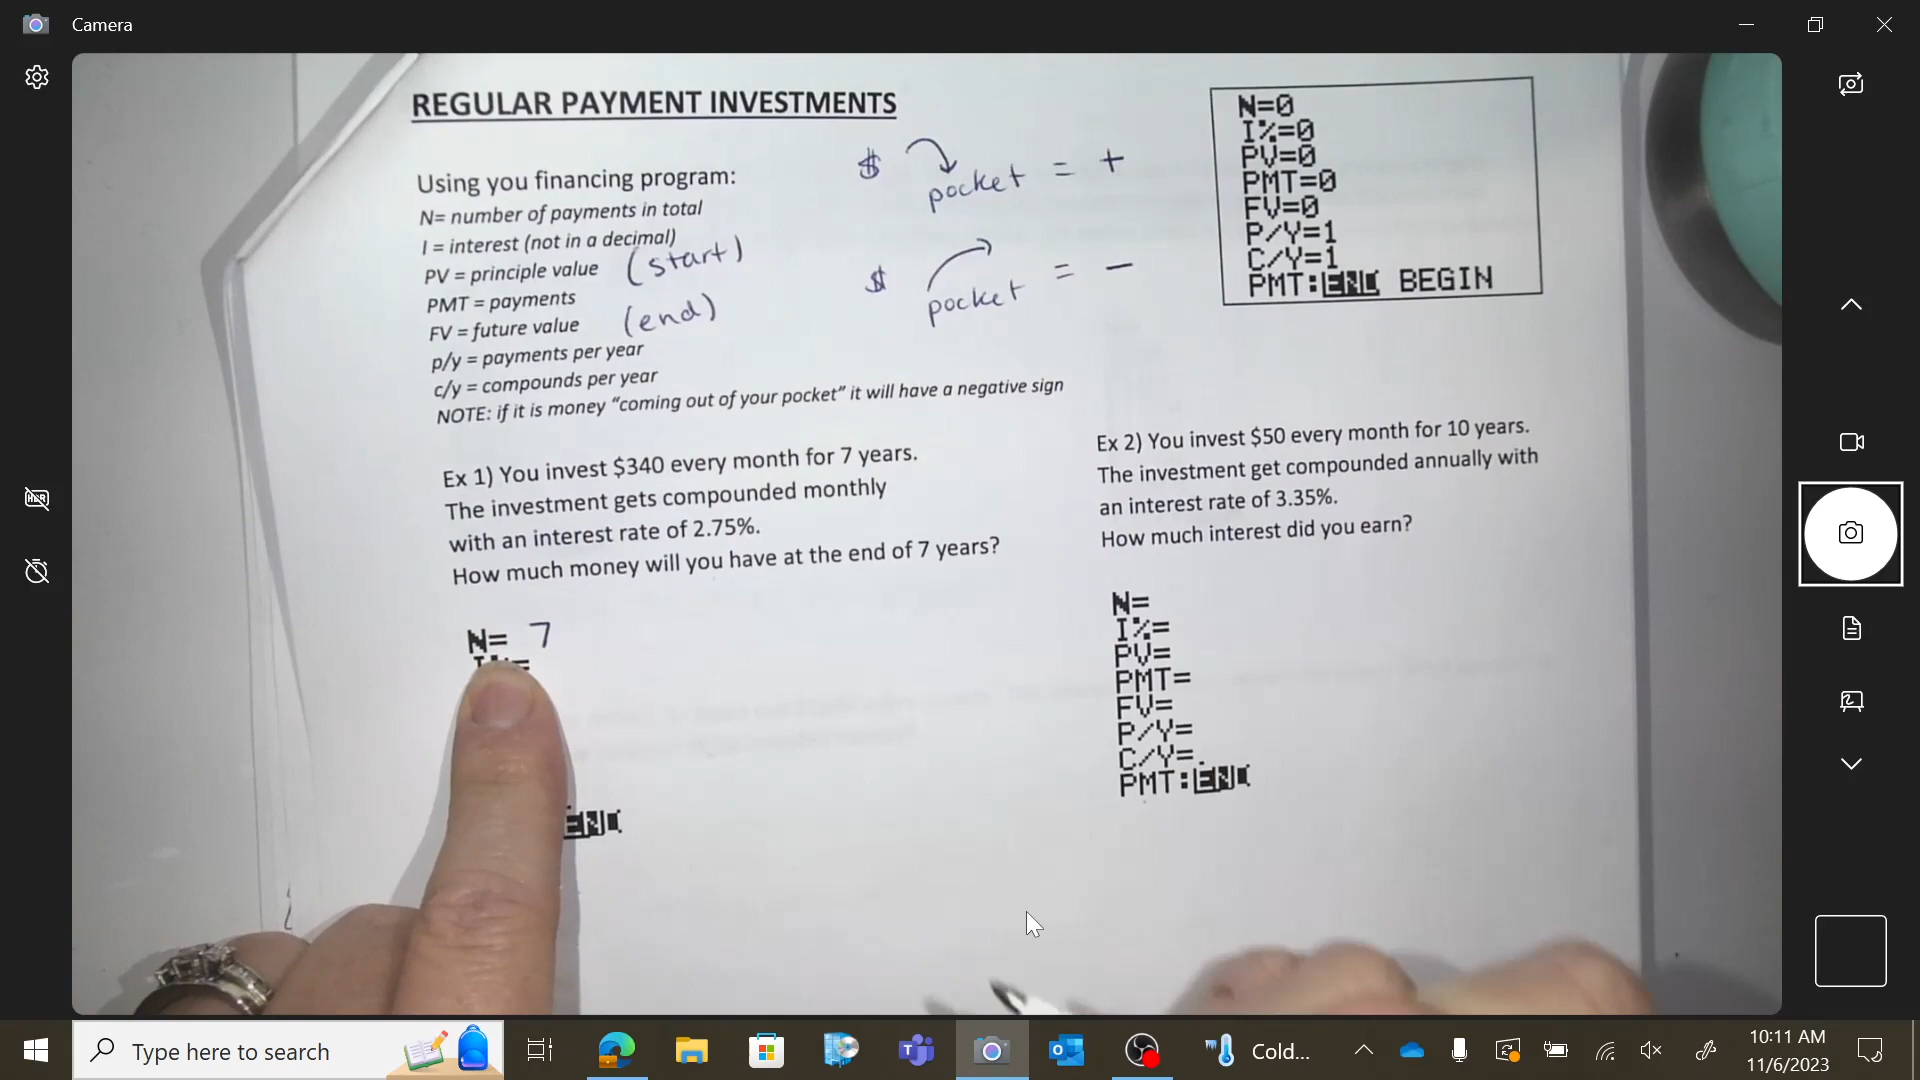 Camera
REGULAR PAYMENT INVESTMENTS
Using you financing program:
N= number of payments in total
I = interest (not in a decimal)
PV = principle value (start)
PMT = payments
FV = future value (end)
p/y = payments per year
c/y = compounds per year
NOTE: if it is money "coming out of your pocket" it will have a negative sign
$ pocket = +
$ pocket = −
N=0
I%=0
PV=0
PMT=0
FV=0
P/Y=1
C/Y=1
PMT:END BEGIN
Ex 1) You invest $340 every month for 7 years.
The investment gets compounded monthly
with an interest rate of 2.75%.
How much money will you have at the end of 7 years?
N= 7
I%=
END
Ex 2) You invest $50 every month for 10 years.
The investment get compounded annually with
an interest rate of 3.35%.
How much interest did you earn?
N=
I%=
PV=
PMT=
FV=
P/Y=
C/Y=
PMT:END
Type here to search
Cold...
10:11 AM
11/6/2023